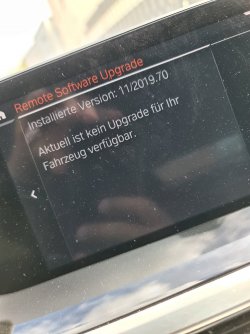 Remote Software Upgrade
Installierte Version: 11/2019.70
Aktuell ist kein Upgrade für Ihr
Fahrzeug verfügbar.